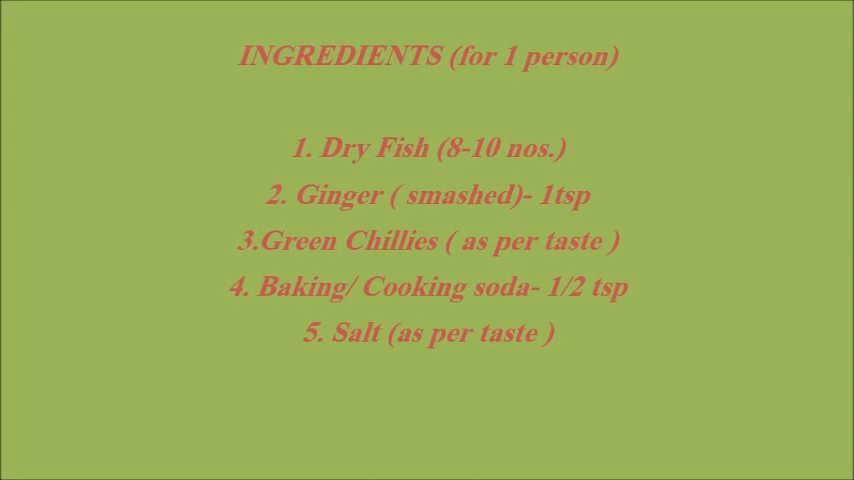 INGREDIENTS (for 1 person)
1. Dry Fish (8-10 nos.)
2. Ginger ( smashed)- 1tsp
3.Green Chillies ( as per taste )
4. Baking/ Cooking soda- 1/2 tsp
5. Salt (as per taste )